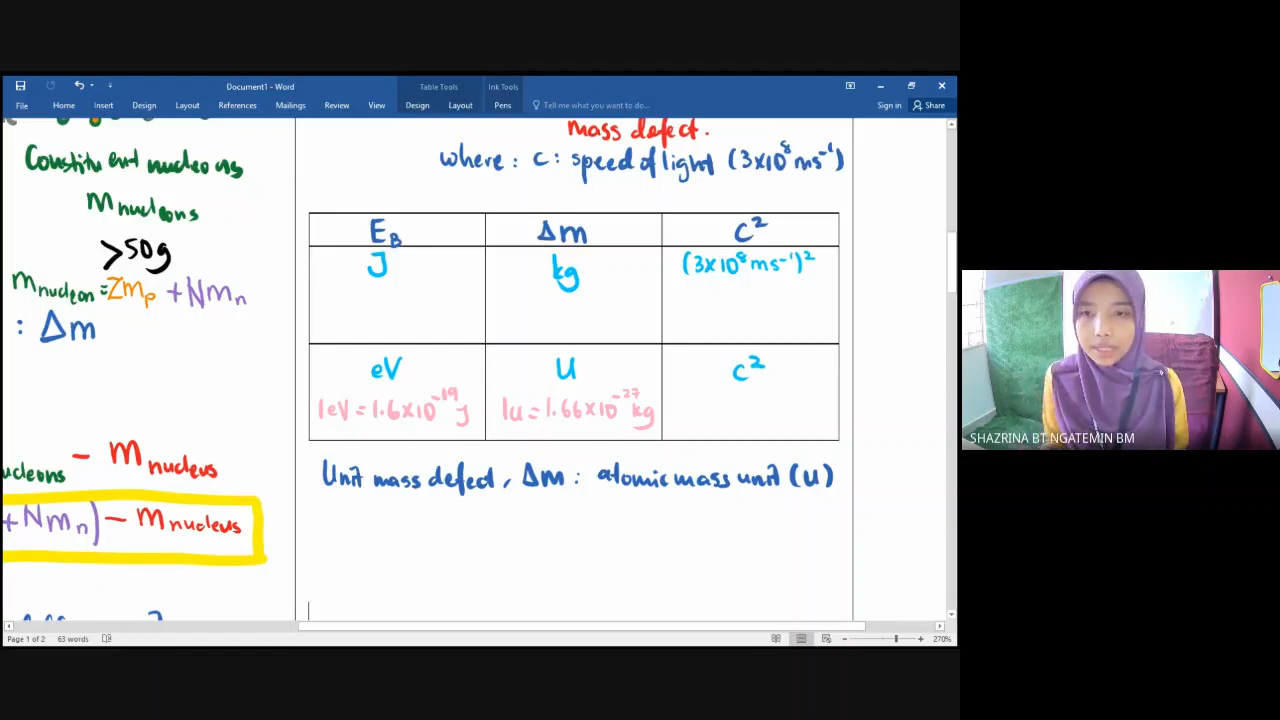 Document1 - Word
Table Tools
Ink Tools
File Home Insert Design Layout References Mailings Review View Design Layout Pens Tell me what you want to do... Sign in Share
Constituent nucleons
Mnucleons
>50g
mnucleon = Zmp + Nmn
: Δm
ucleons - Mnucleus
+ Nmn) - Mnucleus
mass defect.
where : c : speed of light (3x10⁸ ms⁻¹)
EB Δm c²
J kg (3x10⁸ ms⁻¹)²
eV U c²
1eV = 1.6x10⁻¹⁹ J 1u = 1.66x10⁻²⁷ kg
Unit mass defect, Δm : atomic mass unit (u)
Page 1 of 2 63 words 270%
SHAZRINA BT NGATEMIN BM